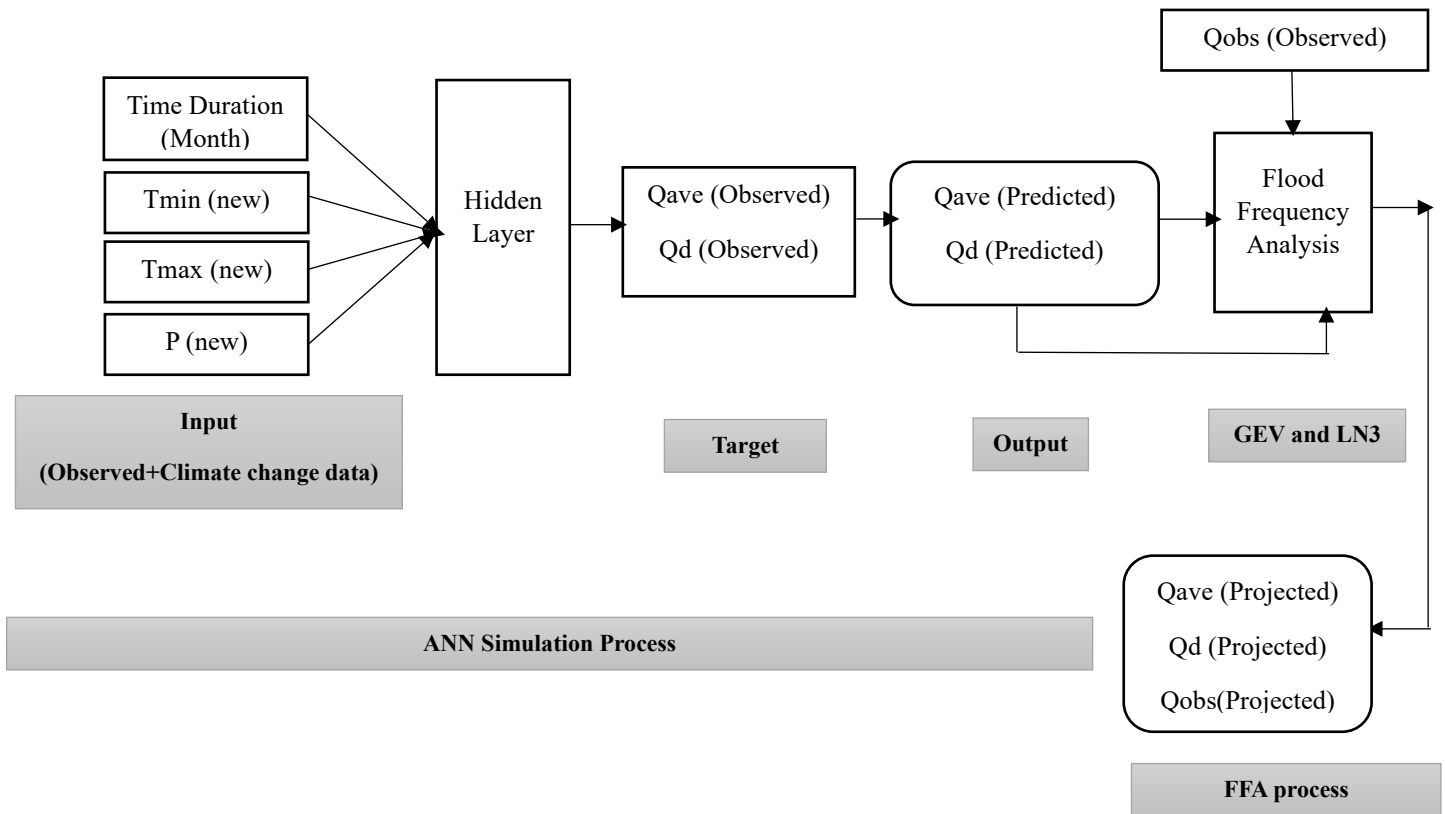 Qobs (Observed)
Time Duration
(Month)
Tmin (new)
Tmax (new)
P (new)
Hidden
Layer
Qave (Observed)
Qd (Observed)
Qave (Predicted)
Qd (Predicted)
Flood
Frequency
Analysis
Input
(Observed+Climate change data)
Target
Output
GEV and LN3
Qave (Projected)
Qd (Projected)
Qobs(Projected)
ANN Simulation Process
FFA process